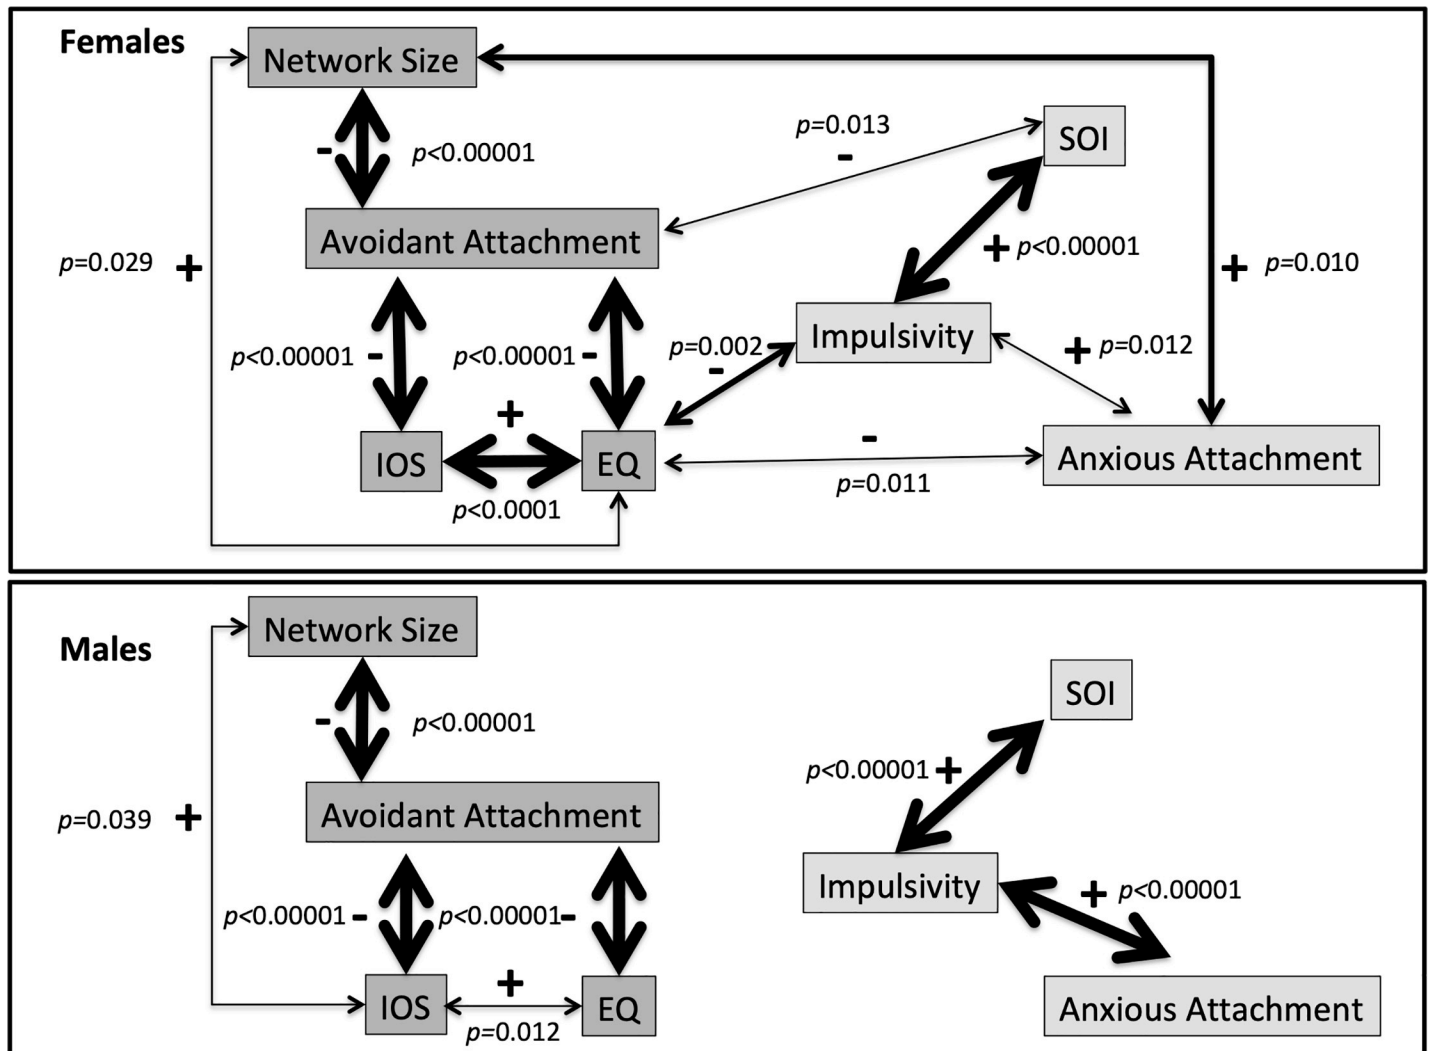 Females
Network Size
p=0.013
-
SOI
-
p<0.00001
Avoidant Attachment
+ p<0.00001
p=0.029 +
+ p=0.010
Impulsivity
p<0.00001 -
p<0.00001 -
p=0.002
-
+ p=0.012
+
-
IOS
EQ
Anxious Attachment
p=0.011
p<0.0001
Males
Network Size
SOI
-
p<0.00001
p<0.00001 +
Avoidant Attachment
p=0.039 +
Impulsivity
+ p<0.00001
p<0.00001 -
p<0.00001 -
+
IOS
EQ
Anxious Attachment
p=0.012